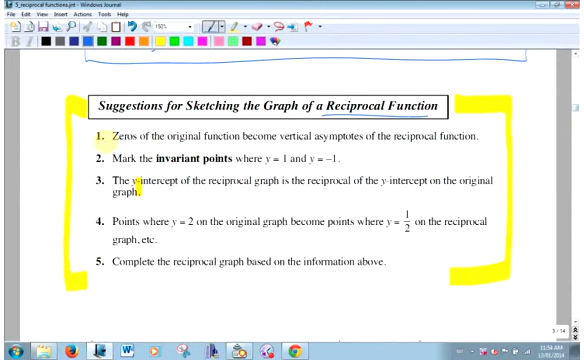 5_reciprocal functions.jnt - Windows Journal
File Edit View Insert Actions Tools Help
150%
B I
Suggestions for Sketching the Graph of a Reciprocal Function
1. Zeros of the original function become vertical asymptotes of the reciprocal function.
2. Mark the invariant points where y = 1 and y = −1.
3. The y-intercept of the reciprocal graph is the reciprocal of the y-intercept on the original
graph.
4. Points where y = 2 on the original graph become points where y = 1/2 on the reciprocal
graph, etc.
5. Complete the reciprocal graph based on the information above.
3 / 14
11:54 AM
13/01/2014